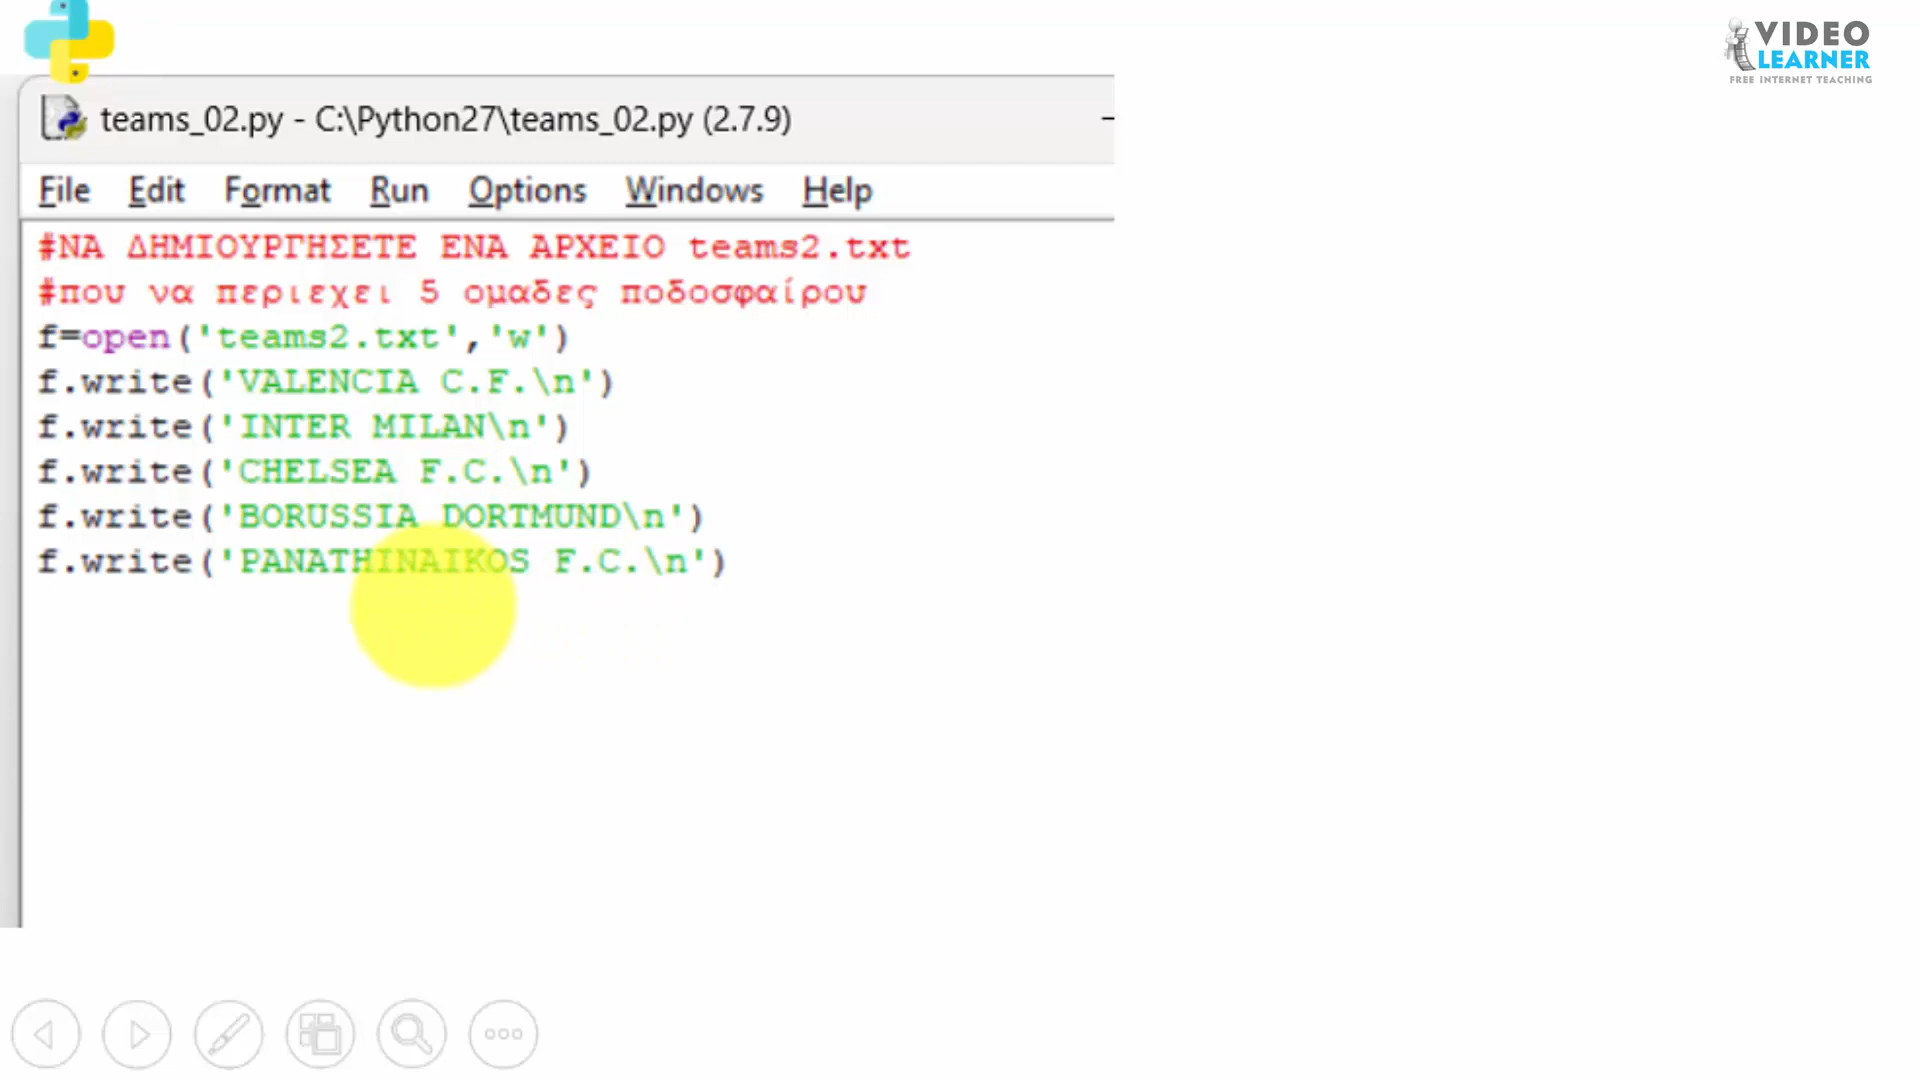 VIDEO
LEARNER
FREE INTERNET TEACHING
teams_02.py - C:\Python27\teams_02.py (2.7.9)
File Edit Format Run Options Windows Help
#ΝΑ ΔΗΜΙΟΥΡΓΗΣΕΤΕ ΕΝΑ ΑΡΧΕΙΟ teams2.txt
#που να περιεχει 5 ομαδες ποδοσφαίρου
f=open('teams2.txt','w')
f.write('VALENCIA C.F.\n')
f.write('INTER MILAN\n')
f.write('CHELSEA F.C.\n')
f.write('BORUSSIA DORTMUND\n')
f.write('PANATHINAIKOS F.C.\n')